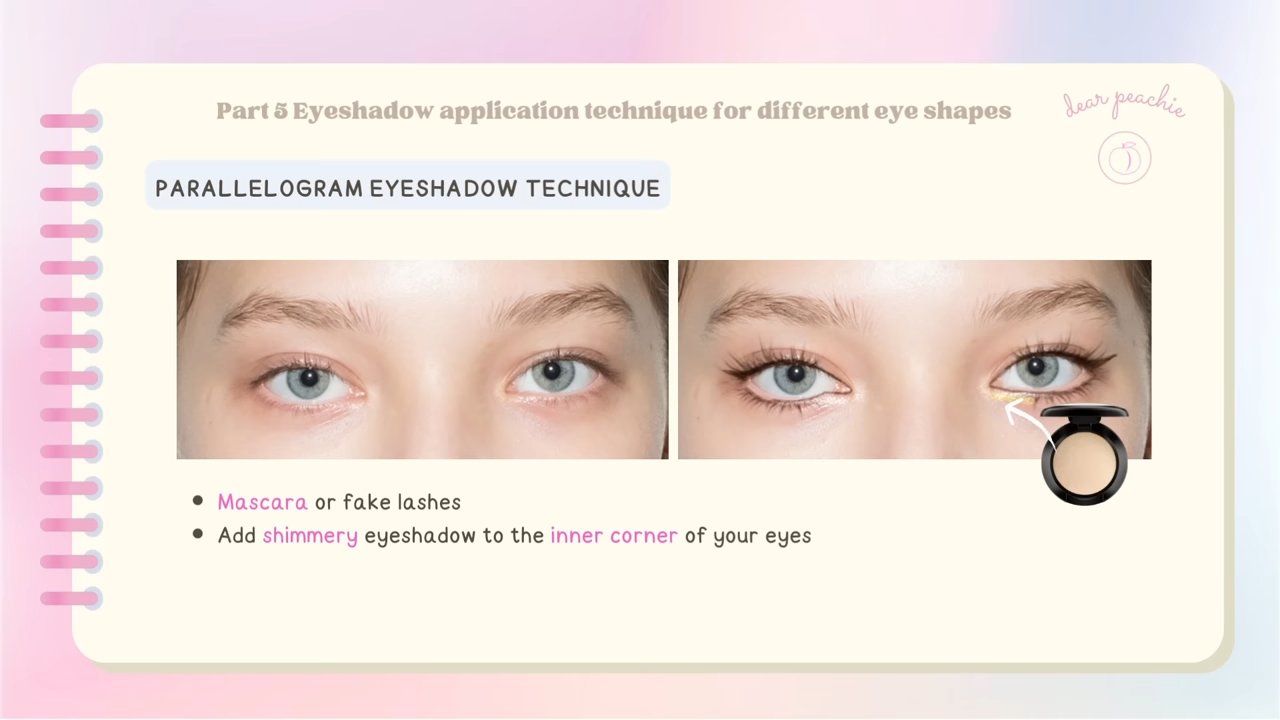 Part 5 Eyeshadow application technique for different eye shapes
dear peachie
PARALLELOGRAM EYESHADOW TECHNIQUE
Mascara or fake lashes
Add shimmery eyeshadow to the inner corner of your eyes